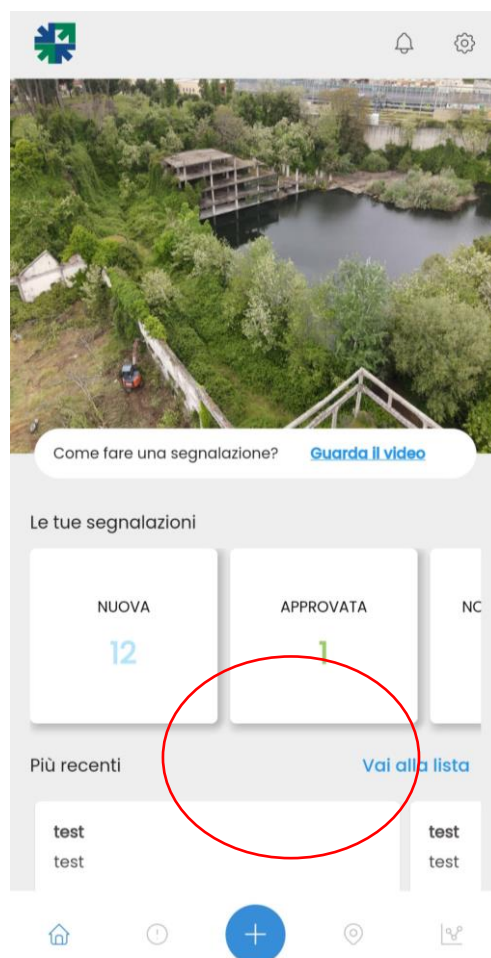 Come fare una segnalazione? Guarda il video
Le tue segnalazioni
NUOVA APPROVATA NO
12 1
Più recenti Vai alla lista
test test
test test